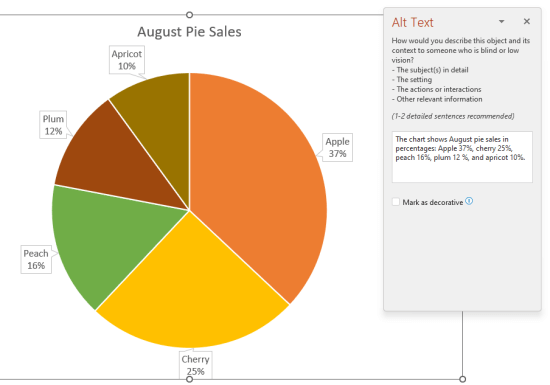 August Pie Sales
Apricot
10%
Plum
12%
Apple
37%
Peach
16%
Cherry
25%
Alt Text
How would you describe this object and its
context to someone who is blind or low
vision?
- The subject(s) in detail
- The setting
- The actions or interactions
- Other relevant information
(1-2 detailed sentences recommended)
The chart shows August pie sales in
percentages: Apple 37%, cherry 25%,
peach 16%, plum 12 %, and apricot 10%.
Mark as decorative